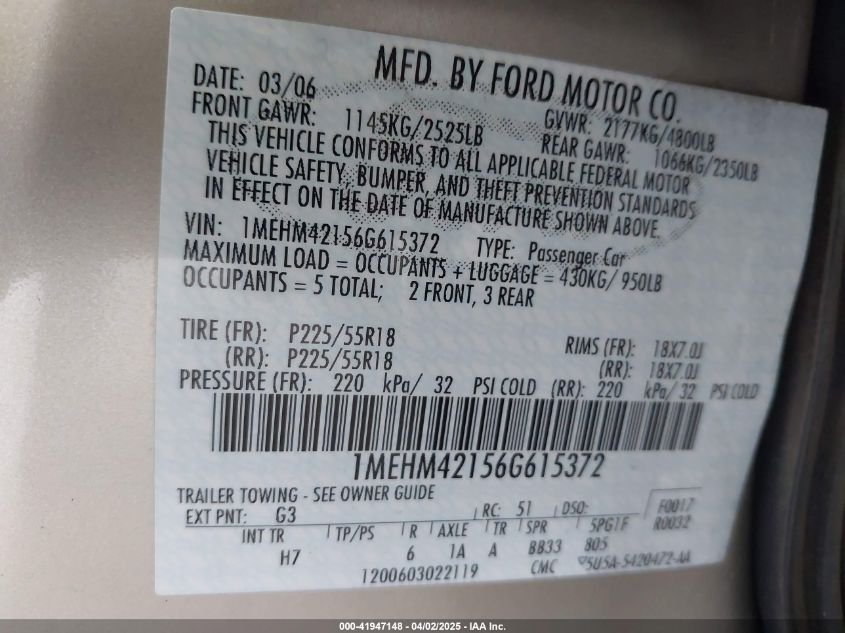 MFD. BY FORD MOTOR CO.
DATE: 03/06 GVWR: 2177KG/4800LB
FRONT GAWR: 1145KG/2525LB REAR GAWR: 1066KG/2350LB
THIS VEHICLE CONFORMS TO ALL APPLICABLE FEDERAL MOTOR
VEHICLE SAFETY, BUMPER, AND THEFT PREVENTION STANDARDS
IN EFFECT ON THE DATE OF MANUFACTURE SHOWN ABOVE.
VIN: 1MEHM42156G615372 TYPE: Passenger Car
MAXIMUM LOAD = OCCUPANTS + LUGGAGE = 430KG/ 950LB
OCCUPANTS = 5 TOTAL; 2 FRONT, 3 REAR
TIRE (FR): P225/55R18 RIMS (FR): 18X7.0J
(RR): P225/55R18 (RR): 18X7.0J
PRESSURE (FR): 220 kPa/ 32 PSI COLD (RR): 220 kPa/ 32 PSI COLD
1MEHM42156G615372
TRAILER TOWING - SEE OWNER GUIDE
EXT PNT: G3 RC: 51 DSO: F0017
R0032
INT TR TP/PS R AXLE TR SPR SPG1F
H7 6 1A A BB33 805
1200603022119 CMC 5U5A-5420472-AA
000-41947148 - 04/02/2025 - IAA Inc.